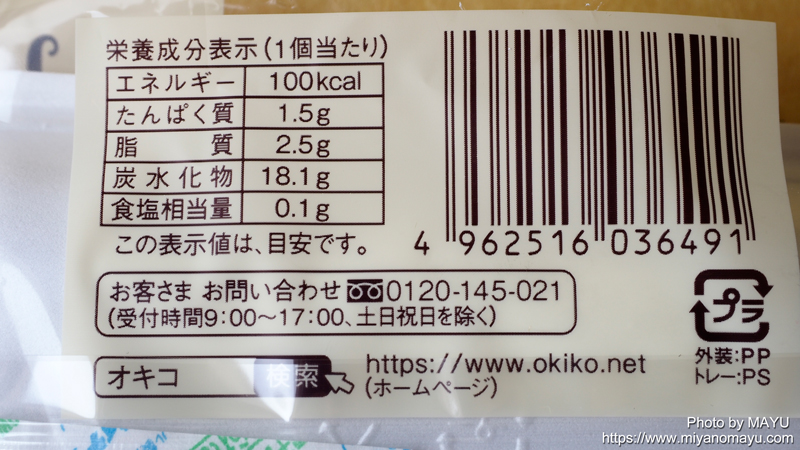 栄養成分表示(1個当たり)
エネルギー 100kcal
たんぱく質 1.5g
脂質 2.5g
炭水化物 18.1g
食塩相当量 0.1g
この表示値は、目安です。
4 962516 036491
お客さま お問い合わせ 0120-145-021
(受付時間9:00～17:00、土日祝日を除く)
オキコ 検索
https://www.okiko.net
(ホームページ)
プラ
外装:PP
トレー:PS
Photo by MAYU
https://www.miyanomayu.com/